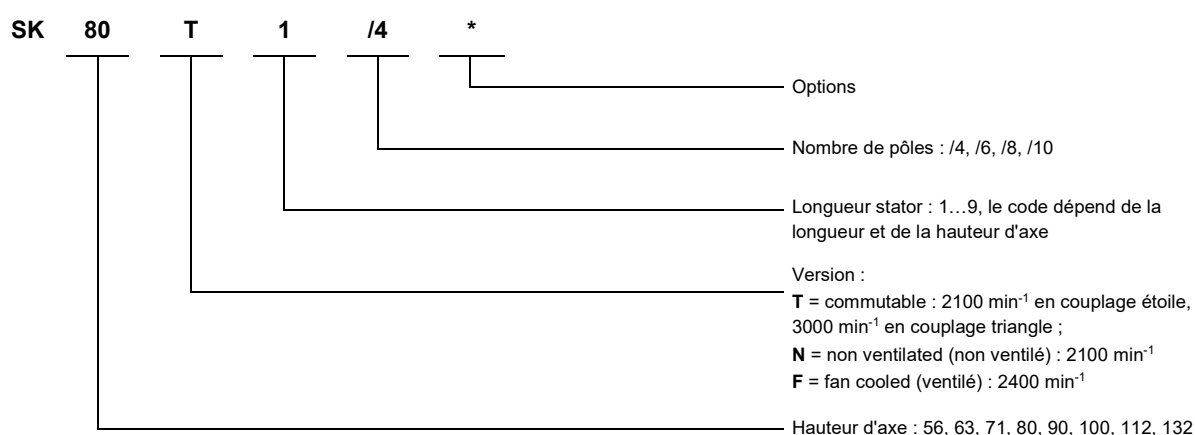 SK 80 T 1 /4 *
Options
Nombre de pôles : /4, /6, /8, /10
Longueur stator : 1…9, le code dépend de la
longueur et de la hauteur d'axe
Version :
T = commutable : 2100 min⁻¹ en couplage étoile,
3000 min⁻¹ en couplage triangle ;
N = non ventilated (non ventilé) : 2100 min⁻¹
F = fan cooled (ventilé) : 2400 min⁻¹
Hauteur d'axe : 56, 63, 71, 80, 90, 100, 112, 132